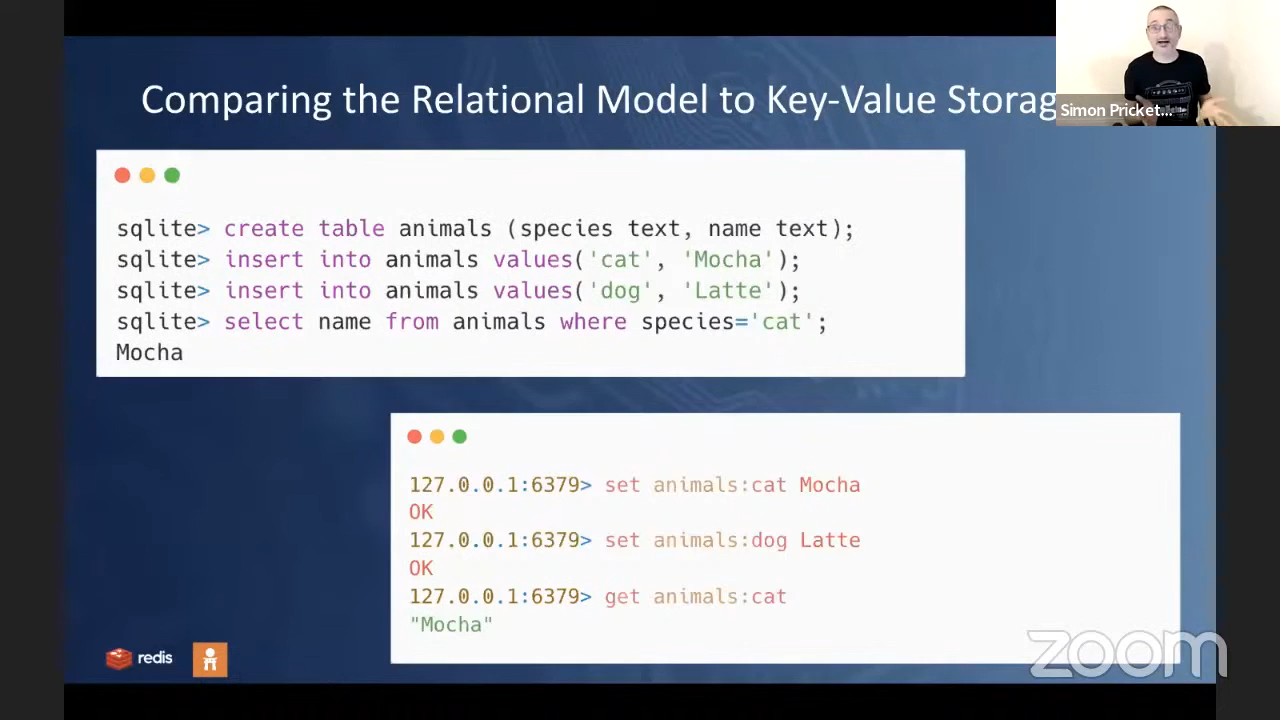 Comparing the Relational Model to Key-Value Storag
Simon Pricket...
sqlite> create table animals (species text, name text);
sqlite> insert into animals values('cat', 'Mocha');
sqlite> insert into animals values('dog', 'Latte');
sqlite> select name from animals where species='cat';
Mocha
127.0.0.1:6379> set animals:cat Mocha
OK
127.0.0.1:6379> set animals:dog Latte
OK
127.0.0.1:6379> get animals:cat
"Mocha"
redis
zoom